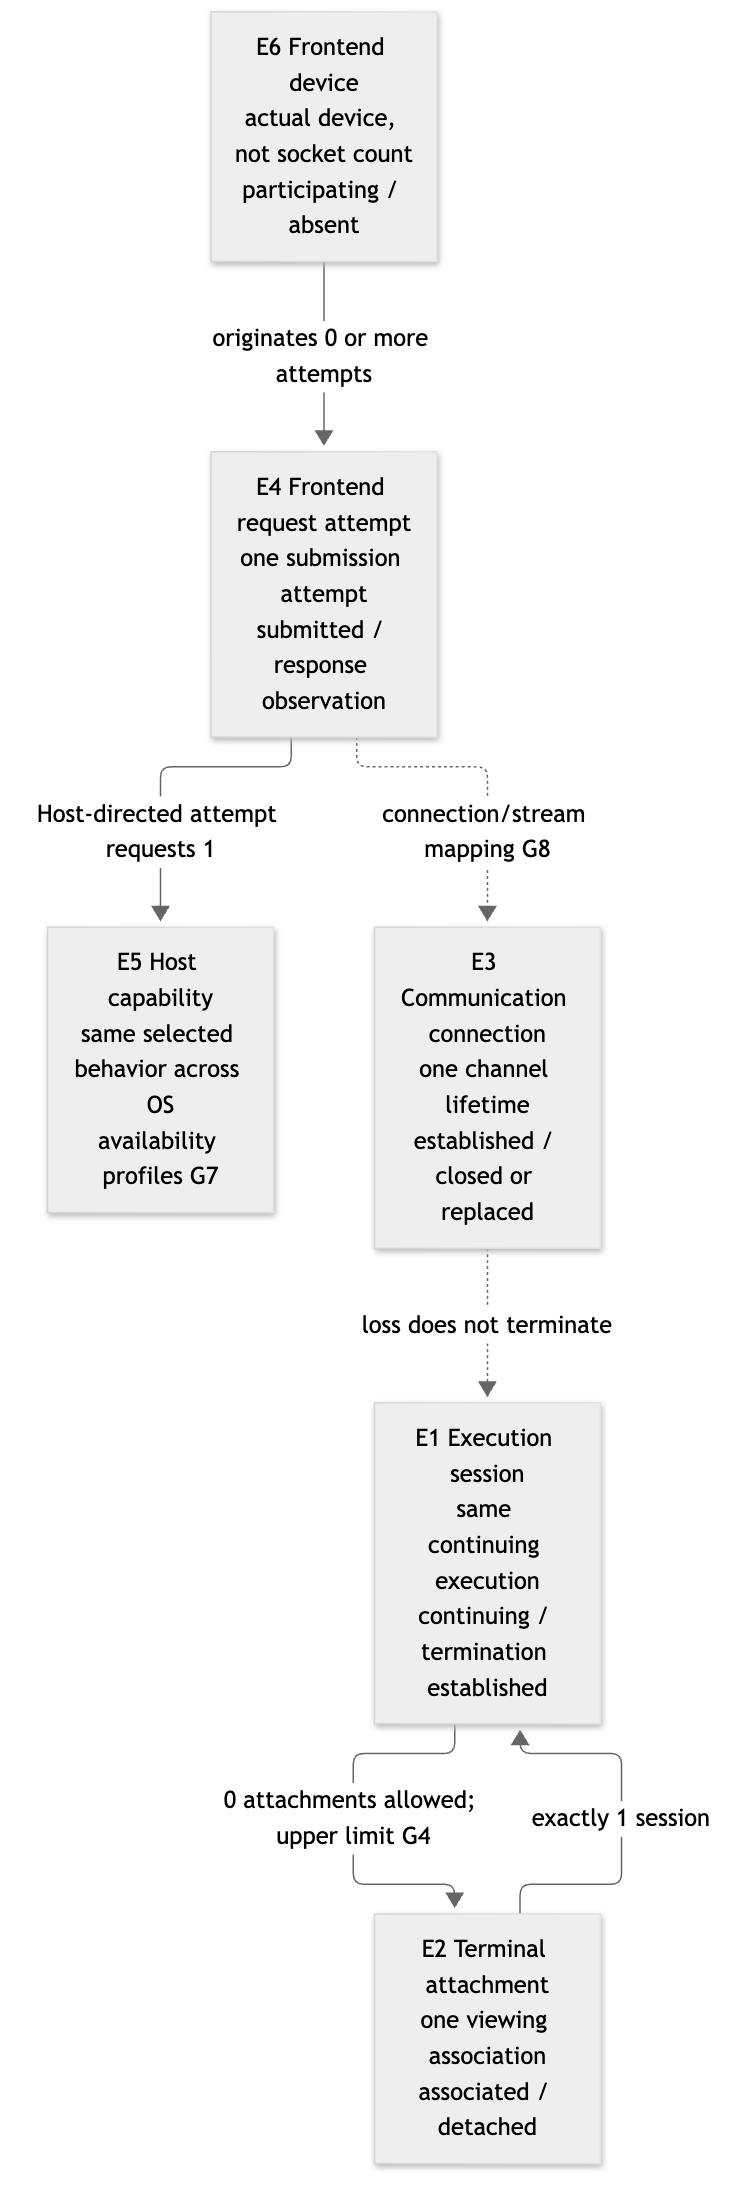 E6 Frontend
device
actual device,
not socket count
participating /
absent
originates 0 or more
attempts
E4 Frontend
request attempt
one submission
attempt
submitted /
response
observation
Host-directed attempt
requests 1
connection/stream
mapping G8
E5 Host
capability
same selected
behavior across
OS
availability
profiles G7
E3
Communication
connection
one channel
lifetime
established /
closed or
replaced
loss does not terminate
E1 Execution
session
same
continuing
execution
continuing /
termination
established
0 attachments allowed;
upper limit G4
exactly 1 session
E2 Terminal
attachment
one viewing
association
associated /
detached